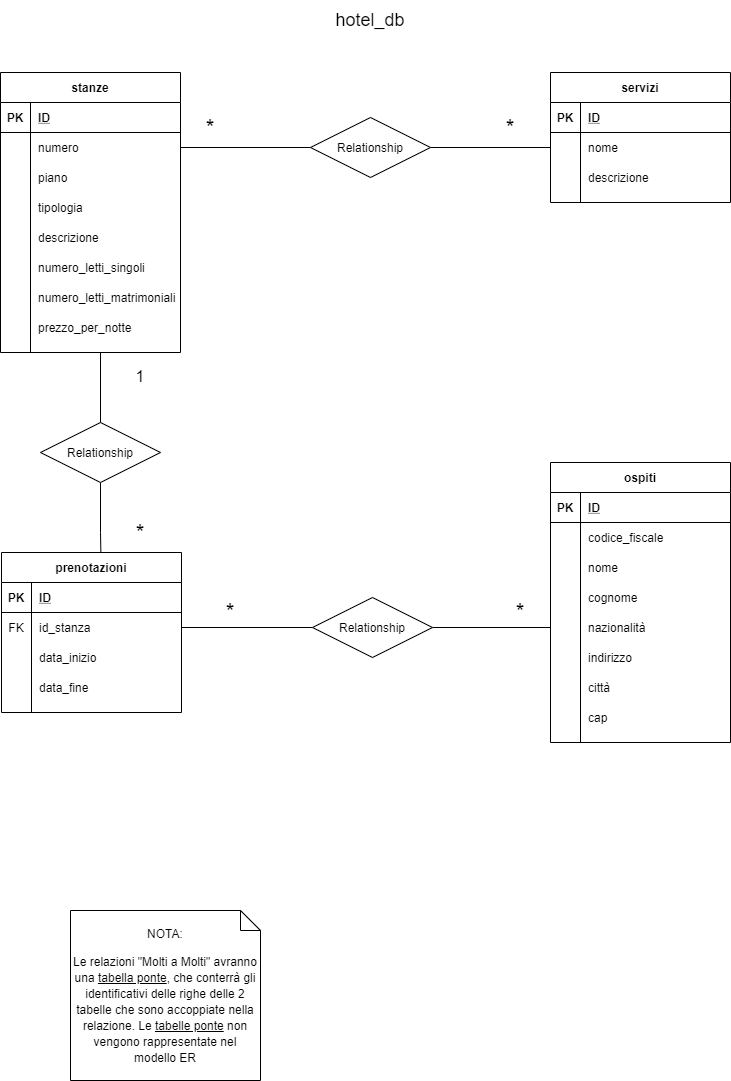 hotel_db
stanze
PK ID
numero
piano
tipologia
descrizione
numero_letti_singoli
numero_letti_matrimoniali
prezzo_per_notte
*
Relationship
*
servizi
PK ID
nome
descrizione
1
Relationship
*
prenotazioni
PK ID
FK id_stanza
data_inizio
data_fine
*
Relationship
*
ospiti
PK ID
codice_fiscale
nome
cognome
nazionalità
indirizzo
città
cap
NOTA:
Le relazioni "Molti a Molti" avranno
una tabella ponte, che conterrà gli
identificativi delle righe delle 2
tabelle che sono accoppiate nella
relazione. Le tabelle ponte non
vengono rappresentate nel
modello ER